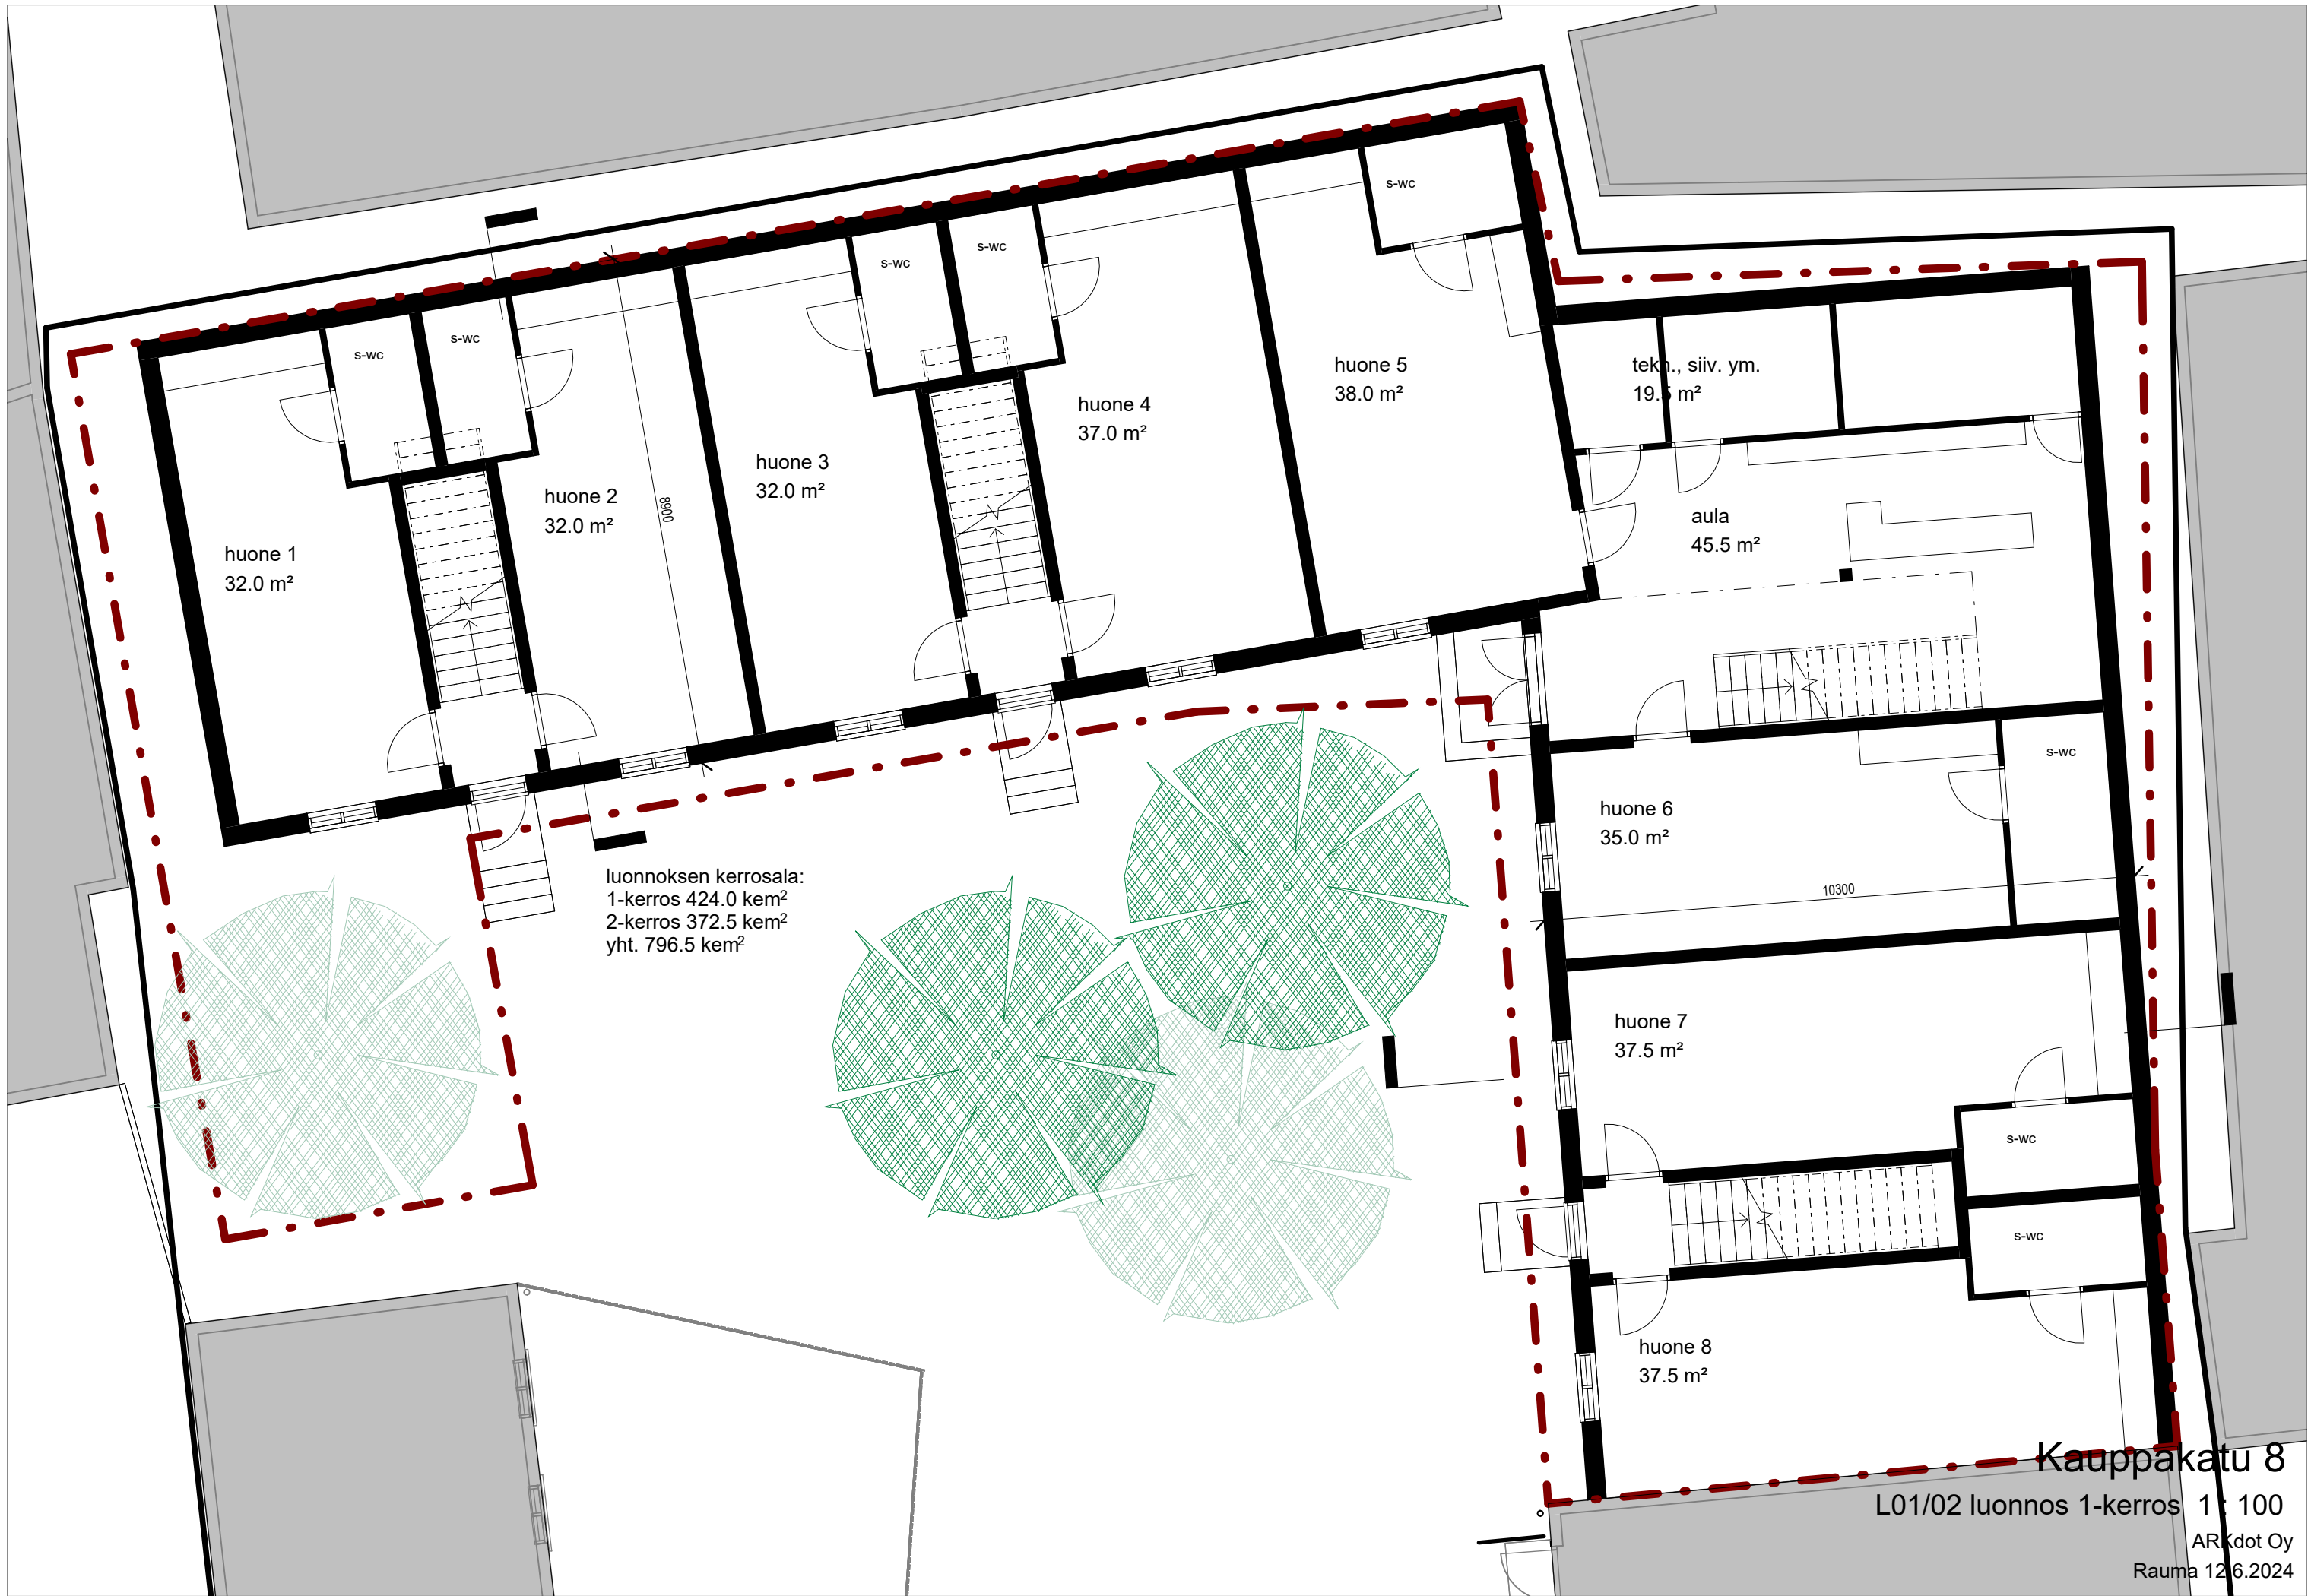 s-wc
s-wc
s-wc
s-wc
s-wc
huone 1
32.0 m²
huone 2
32.0 m²
8900
huone 3
32.0 m²
huone 4
37.0 m²
huone 5
38.0 m²
tekn., siiv. ym.
19.5 m²
aula
45.5 m²
s-wc
huone 6
35.0 m²
10300
luonnoksen kerrosala:
1-kerros 424.0 kem²
2-kerros 372.5 kem²
yht. 796.5 kem²
huone 7
37.5 m²
s-wc
s-wc
huone 8
37.5 m²
Kauppakatu 8
L01/02 luonnos 1-kerros 1 : 100
ARKdot Oy
Rauma 12.6.2024